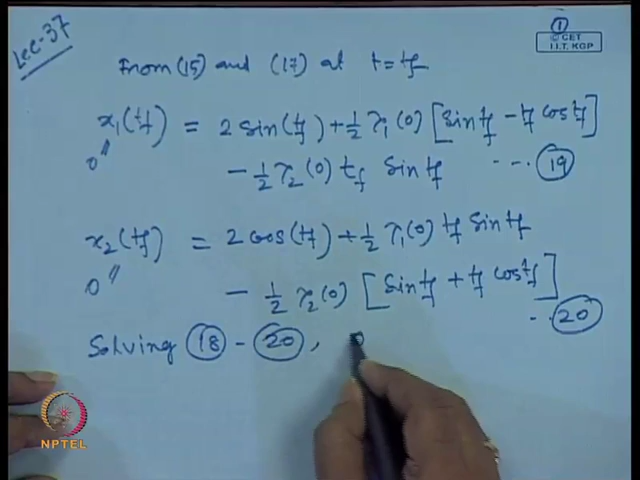 Lec-37
①
© CET
I.I.T. KGP
From (15) and (17) at t = tf
x₁(tf) = 2 sin(tf) + ½ λ₁(0) [sin tf - tf cos tf]
0 " - ½ λ₂(0) tf sin tf --- (19)
x₂(tf) = 2 cos(tf) + ½ λ₁(0) tf sin tf
0 " - ½ λ₂(0) [sin tf + tf cos tf]
-- (20)
Solving (18) - (20),
NPTEL